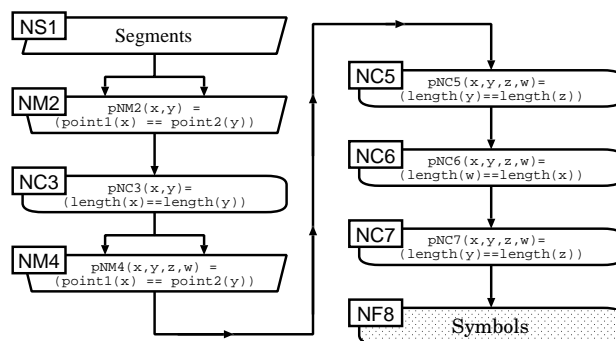 NS1
Segments
NM2
pNM2(x,y) =
(point1(x) == point2(y))
NC3
pNC3(x,y)=
(length(x)==length(y))
NM4
pNM4(x,y,z,w) =
(point1(x) == point2(y))
NC5
pNC5(x,y,z,w)=
(length(y)==length(z))
NC6
pNC6(x,y,z,w)=
(length(w)==length(x))
NC7
pNC7(x,y,z,w)=
(length(y)==length(z))
NF8
Symbols